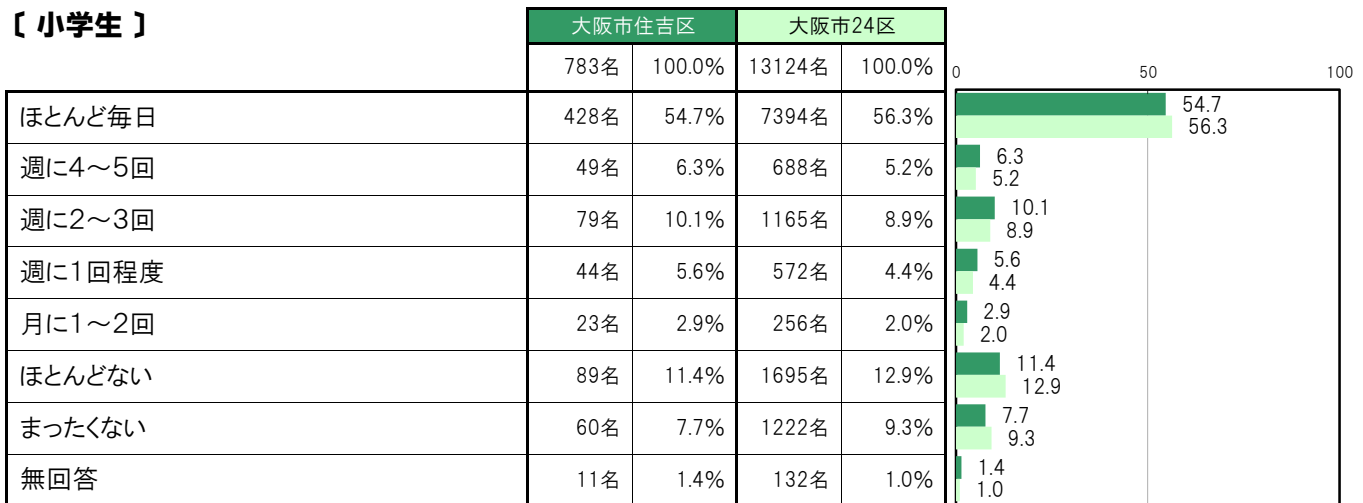 〔 小学生 〕
大阪市住吉区 大阪市24区
783名 100.0% 13124名 100.0%
0 50 100
ほとんど毎日 428名 54.7% 7394名 56.3%
54.7
56.3
週に4～5回 49名 6.3% 688名 5.2%
6.3
5.2
週に2～3回 79名 10.1% 1165名 8.9%
10.1
8.9
週に1回程度 44名 5.6% 572名 4.4%
5.6
4.4
月に1～2回 23名 2.9% 256名 2.0%
2.9
2.0
ほとんどない 89名 11.4% 1695名 12.9%
11.4
12.9
まったくない 60名 7.7% 1222名 9.3%
7.7
9.3
無回答 11名 1.4% 132名 1.0%
1.4
1.0